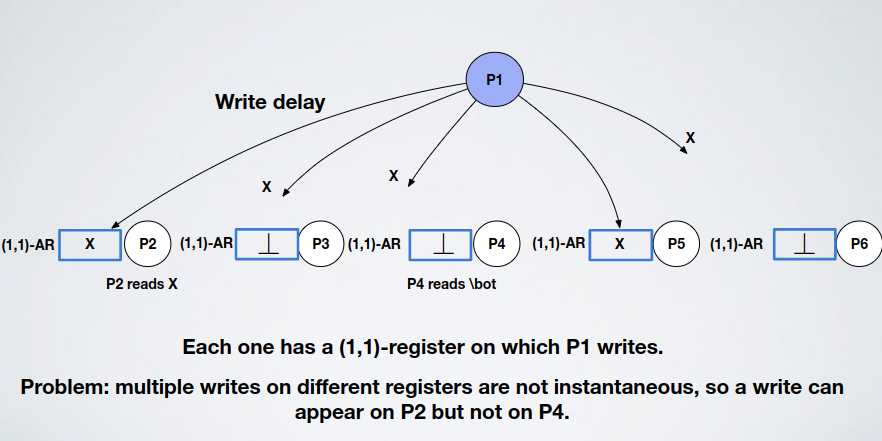 P1
Write delay
X
X
X
(1,1)-AR X P2 (1,1)-AR ⊥ P3 (1,1)-AR ⊥ P4 (1,1)-AR X P5 (1,1)-AR ⊥ P6
P2 reads X P4 reads \bot
Each one has a (1,1)-register on which P1 writes.
Problem: multiple writes on different registers are not instantaneous, so a write can
appear on P2 but not on P4.